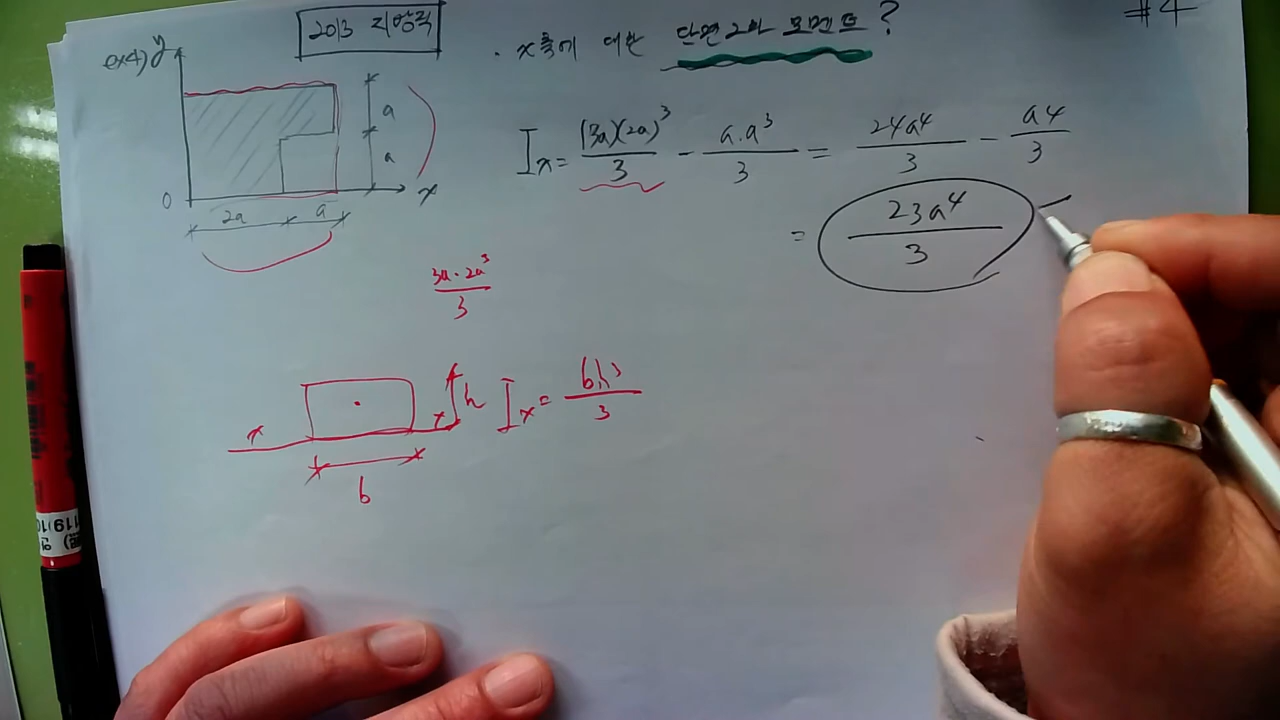 2013 지방직
#4
ex4) y
· x축에 대한 단면2차 모멘트?
a
a
0
x
2a
a
Ix = (3a)(2a)³/3 - a·a³/3 = 24a⁴/3 - a⁴/3
= 23a⁴/3
3a·2a³/3
x
x
h
Ix = bh³/3
b